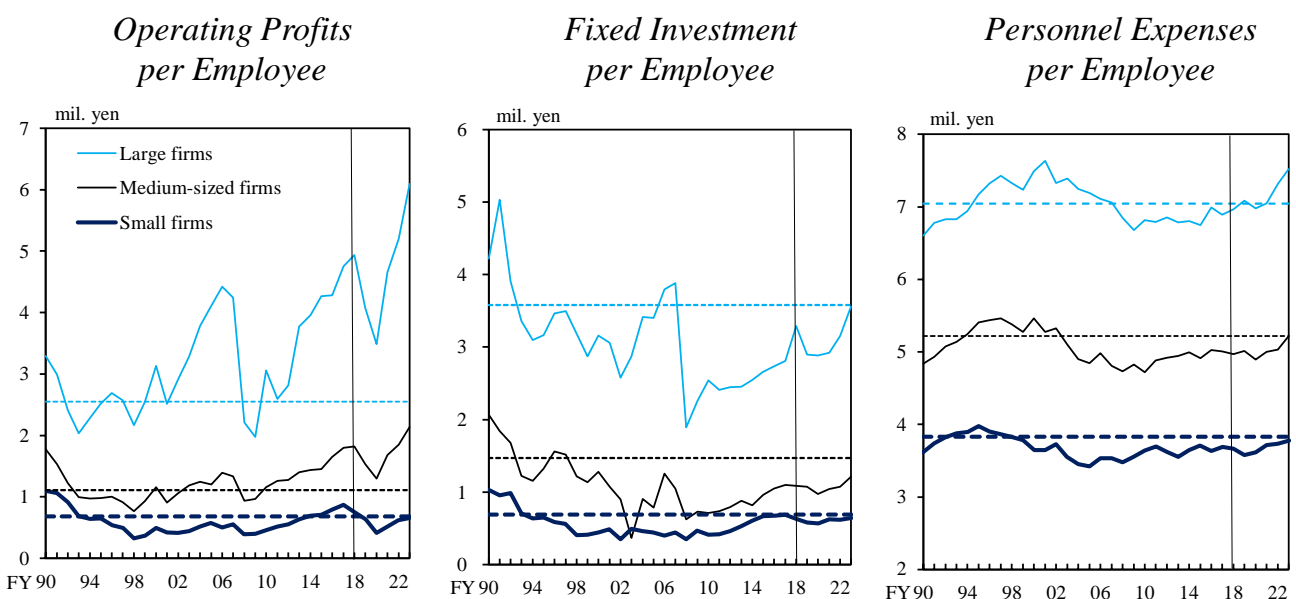 Operating Profits
per Employee
mil. yen
7
6
5
4
3
2
1
0
Large firms
Medium-sized firms
Small firms
FY 90 94 98 02 06 10 14 18 22
Fixed Investment
per Employee
mil. yen
6
5
4
3
2
1
0
FY 90 94 98 02 06 10 14 18 22
Personnel Expenses
per Employee
mil. yen
8
7
6
5
4
3
2
FY 90 94 98 02 06 10 14 18 22